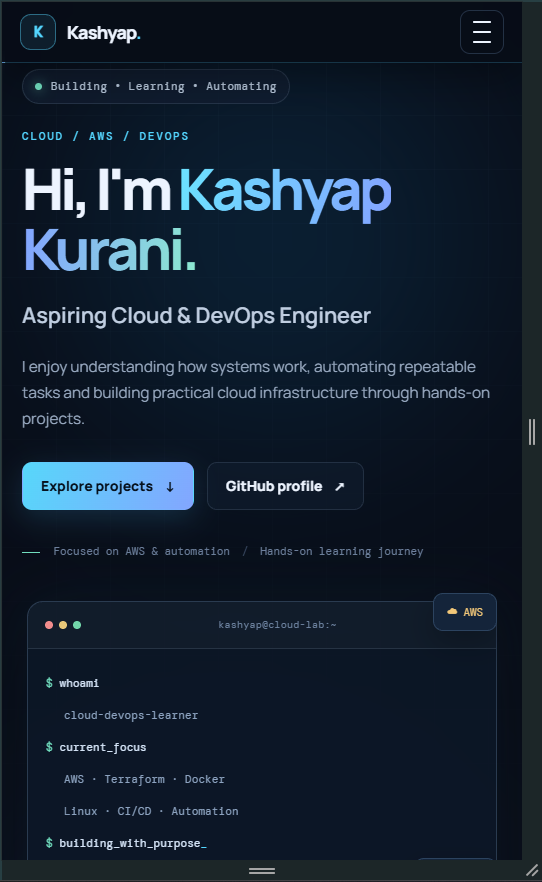 K Kashyap.
Building • Learning • Automating
CLOUD / AWS / DEVOPS
Hi, I'm Kashyap
Kurani.
Aspiring Cloud & DevOps Engineer
I enjoy understanding how systems work, automating repeatable
tasks and building practical cloud infrastructure through hands-on
projects.
Explore projects ↓ GitHub profile ↗
Focused on AWS & automation / Hands-on learning journey
AWS
kashyap@cloud-lab:~
$ whoami
cloud-devops-learner
$ current_focus
AWS · Terraform · Docker
Linux · CI/CD · Automation
$ building_with_purpose_